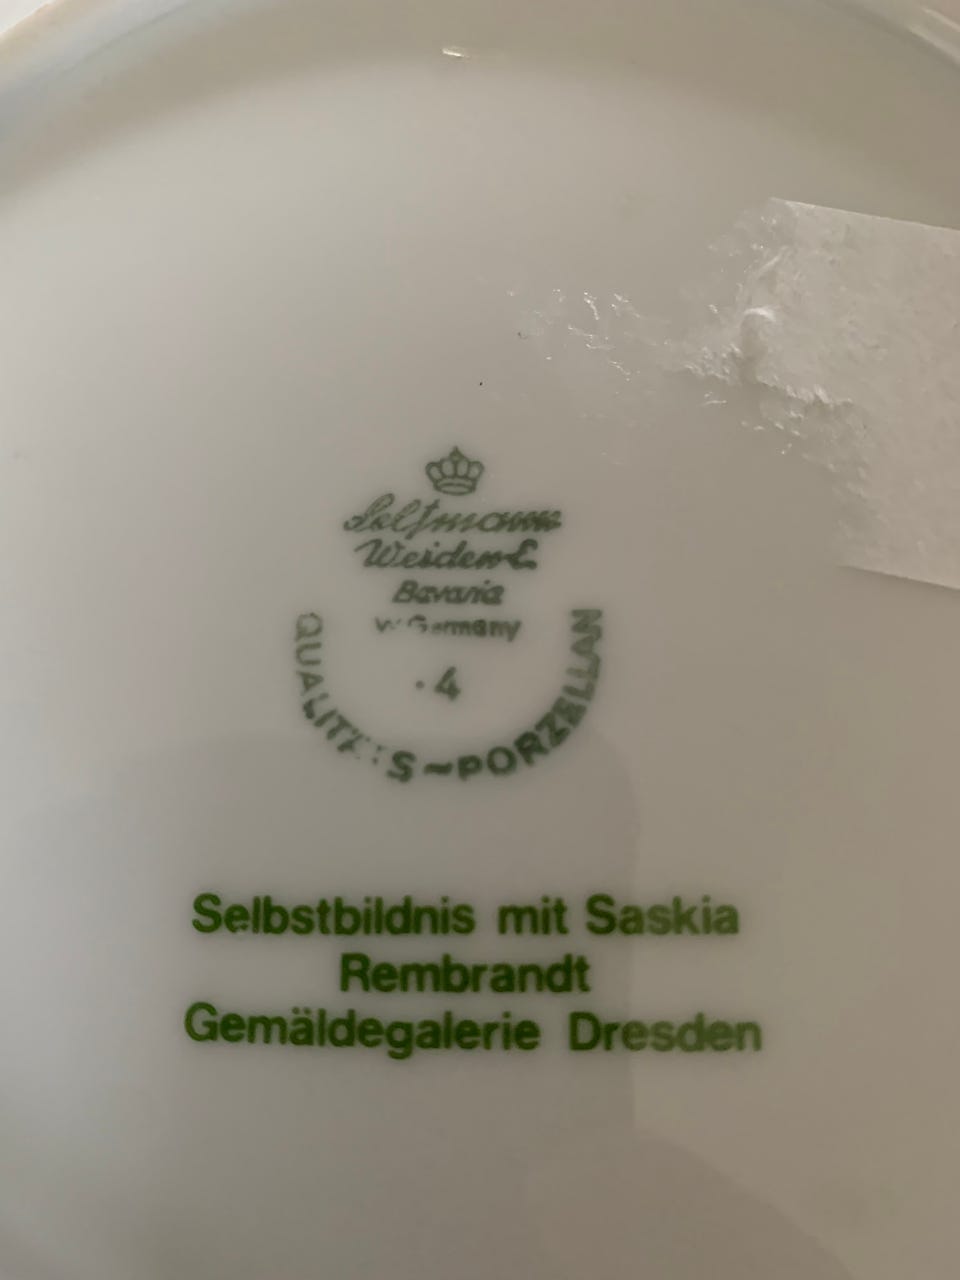 Seltmann
Weiden
Bavaria
W. Germany
. 4
QUALITÄTS-PORZELLAN
Selbstbildnis mit Saskia
Rembrandt
Gemäldegalerie Dresden